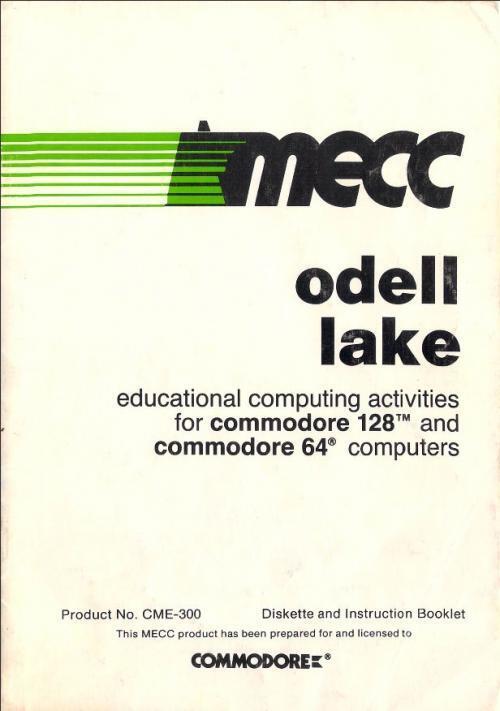 mecc
odell
lake
educational computing activities
for commodore 128™ and
commodore 64® computers
Product No. CME-300 Diskette and Instruction Booklet
This MECC product has been prepared for and licensed to
COMMODORE®